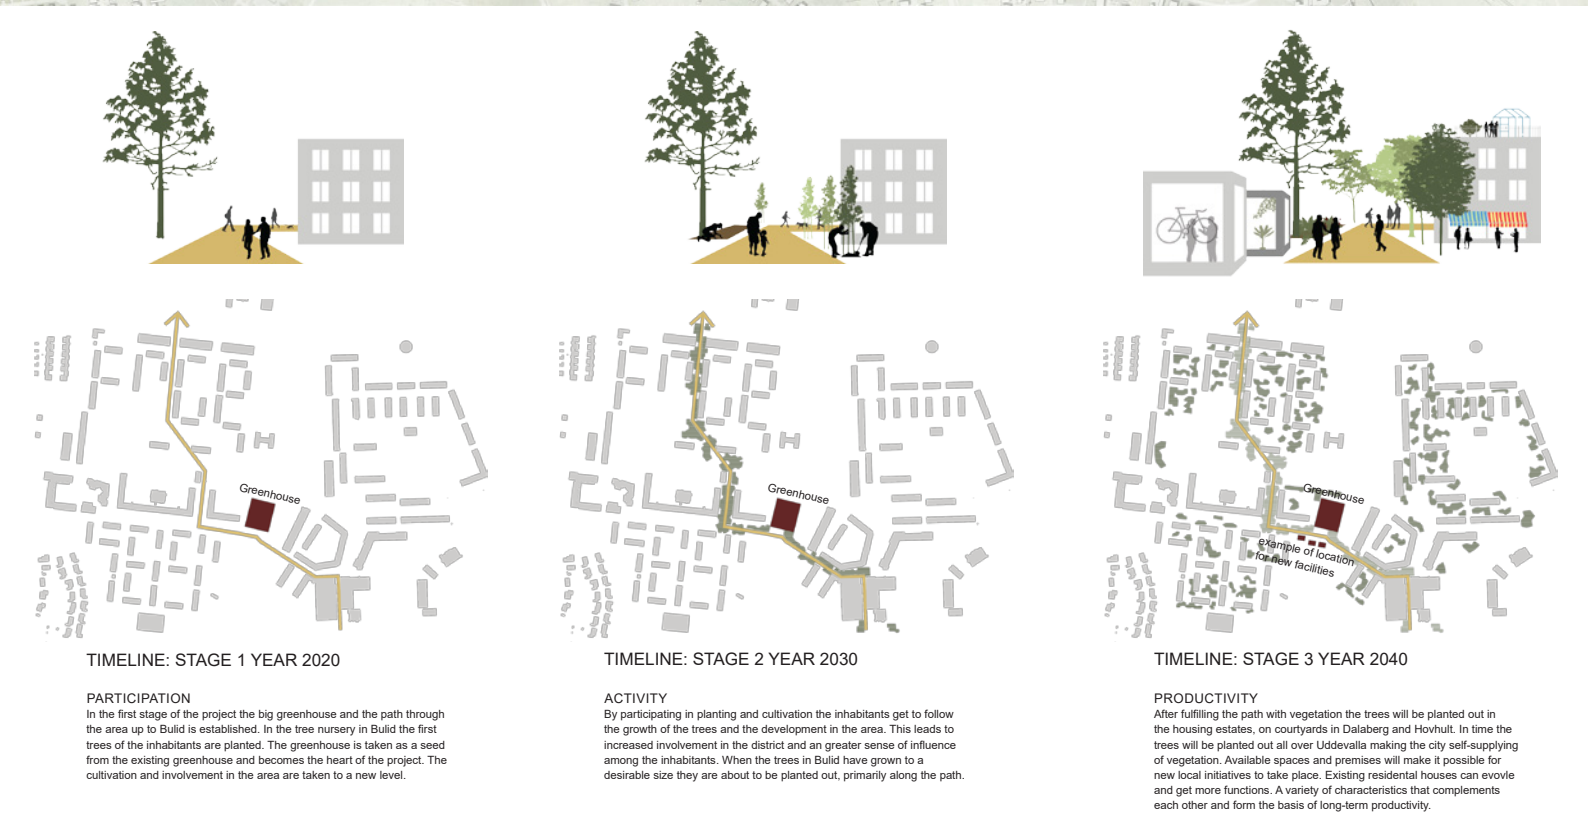 Greenhouse
Greenhouse
Greenhouse
example of location
for new facilities
TIMELINE: STAGE 1 YEAR 2020
PARTICIPATION
In the first stage of the project the big greenhouse and the path through
the area up to Bulid is established. In the tree nursery in Bulid the first
trees of the inhabitants are planted. The greenhouse is taken as a seed
from the existing greenhouse and becomes the heart of the project. The
cultivation and involvement in the area are taken to a new level.
TIMELINE: STAGE 2 YEAR 2030
ACTIVITY
By participating in planting and cultivation the inhabitants get to follow
the growth of the trees and the development in the area. This leads to
increased involvement in the district and an greater sense of influence
among the inhabitants. When the trees in Bulid have grown to a
desirable size they are about to be planted out, primarily along the path.
TIMELINE: STAGE 3 YEAR 2040
PRODUCTIVITY
After fulfilling the path with vegetation the trees will be planted out in
the housing estates, on courtyards in Dalaberg and Hovhult. In time the
trees will be planted out all over Uddevalla making the city self-supplying
of vegetation. Available spaces and premises will make it possible for
new local initiatives to take place. Existing residental houses can evovle
and get more functions. A variety of characteristics that complements
each other and form the basis of long-term productivity.